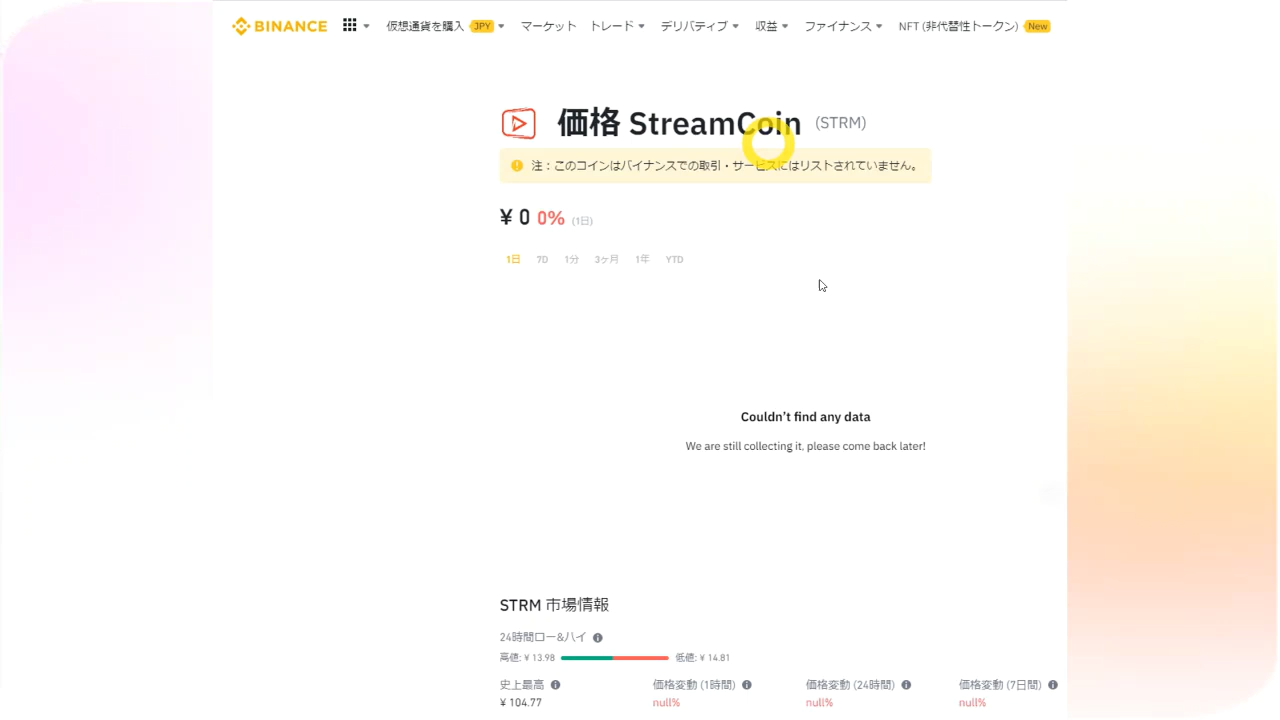 BINANCE 仮想通貨を購入 JPY マーケット トレード デリバティブ 収益 ファイナンス NFT (非代替性トークン) New
価格 StreamCoin (STRM)
注：このコインはバイナンスでの取引・サービスにはリストされていません。
¥ 0 0% (1日)
1日 7D 1分 3ヶ月 1年 YTD
Couldn't find any data
We are still collecting it, please come back later!
STRM 市場情報
24時間ロー&ハイ
高値: ¥ 13.98 低値: ¥ 14.81
史上最高 価格変動 (1時間) 価格変動 (24時間) 価格変動 (7日間)
¥ 104.77 null% null% null%